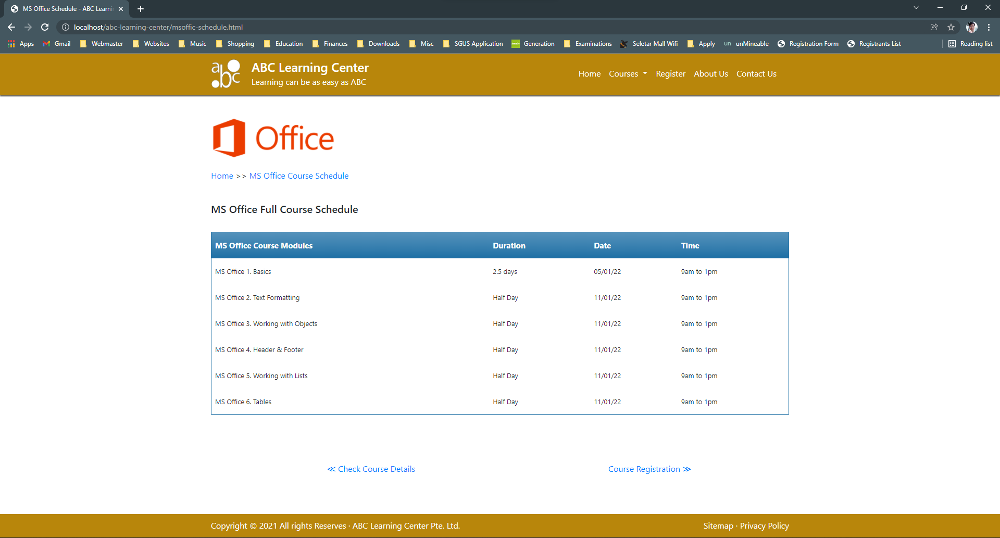 MS Office Schedule - ABC Learnin
localhost/abc-learning-center/msoffic-schedule.html
Apps Gmail Webmaster Websites Music Shopping Education Finances Downloads Misc SGUS Application Generation Examinations Seletar Mall Wifi Apply un unMineable Registration Form Registrants List Reading list
abc
ABC Learning Center
Learning can be as easy as ABC
Home Courses Register About Us Contact Us
Office
Home >> MS Office Course Schedule
MS Office Full Course Schedule
MS Office Course Modules Duration Date Time
MS Office 1. Basics 2.5 days 05/01/22 9am to 1pm
MS Office 2. Text Formatting Half Day 11/01/22 9am to 1pm
MS Office 3. Working with Objects Half Day 11/01/22 9am to 1pm
MS Office 4. Header & Footer Half Day 11/01/22 9am to 1pm
MS Office 5. Working with Lists Half Day 11/01/22 9am to 1pm
MS Office 6. Tables Half Day 11/01/22 9am to 1pm
≪ Check Course Details Course Registration ≫
Copyright © 2021 All rights Reserves · ABC Learning Center Pte. Ltd. Sitemap · Privacy Policy